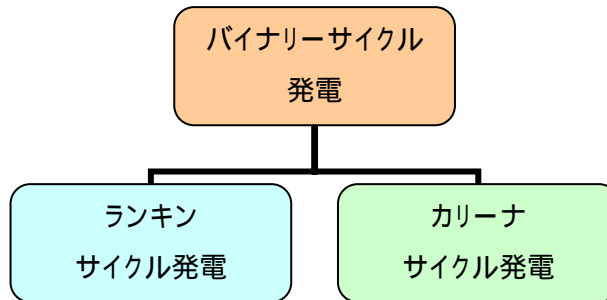 バイナリーサイクル
発電
ランキン
サイクル発電
カリーナ
サイクル発電